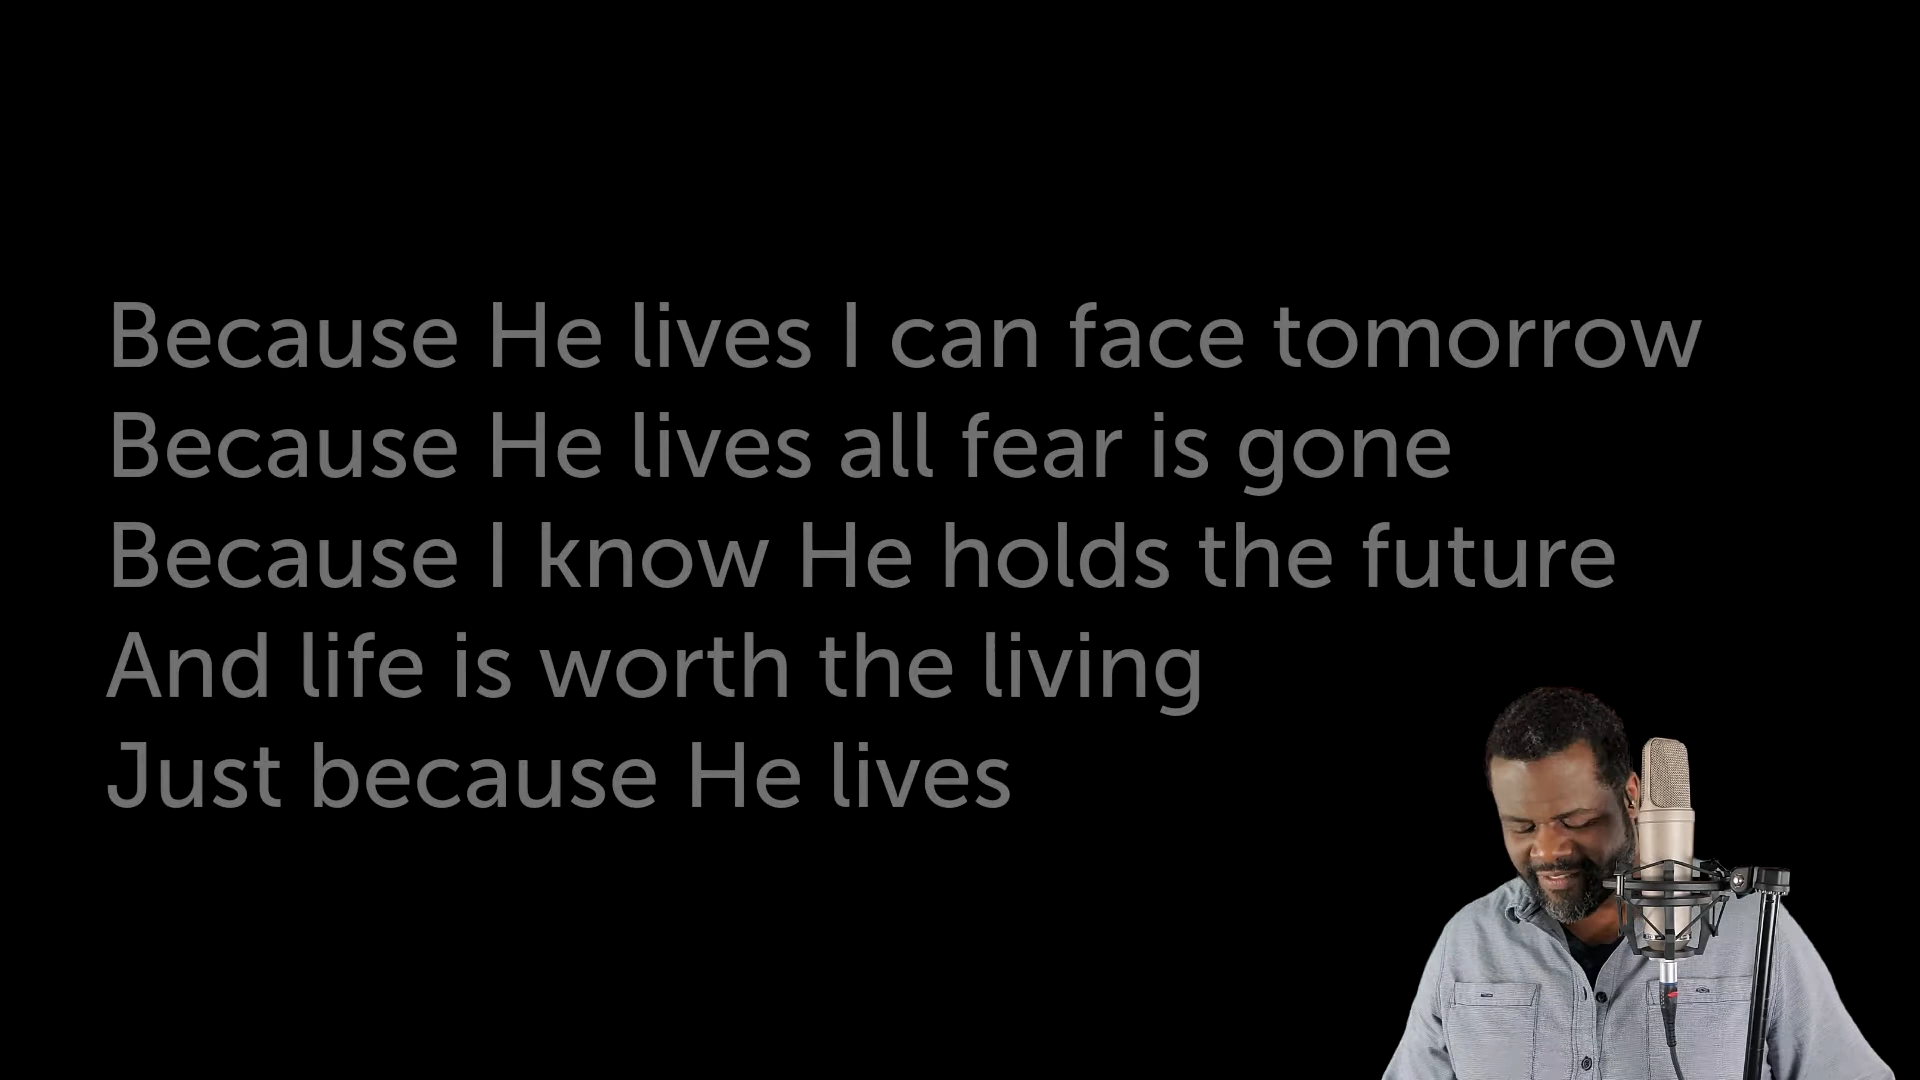 Because He lives I can face tomorrow
Because He lives all fear is gone
Because I know He holds the future
And life is worth the living
Just because He lives